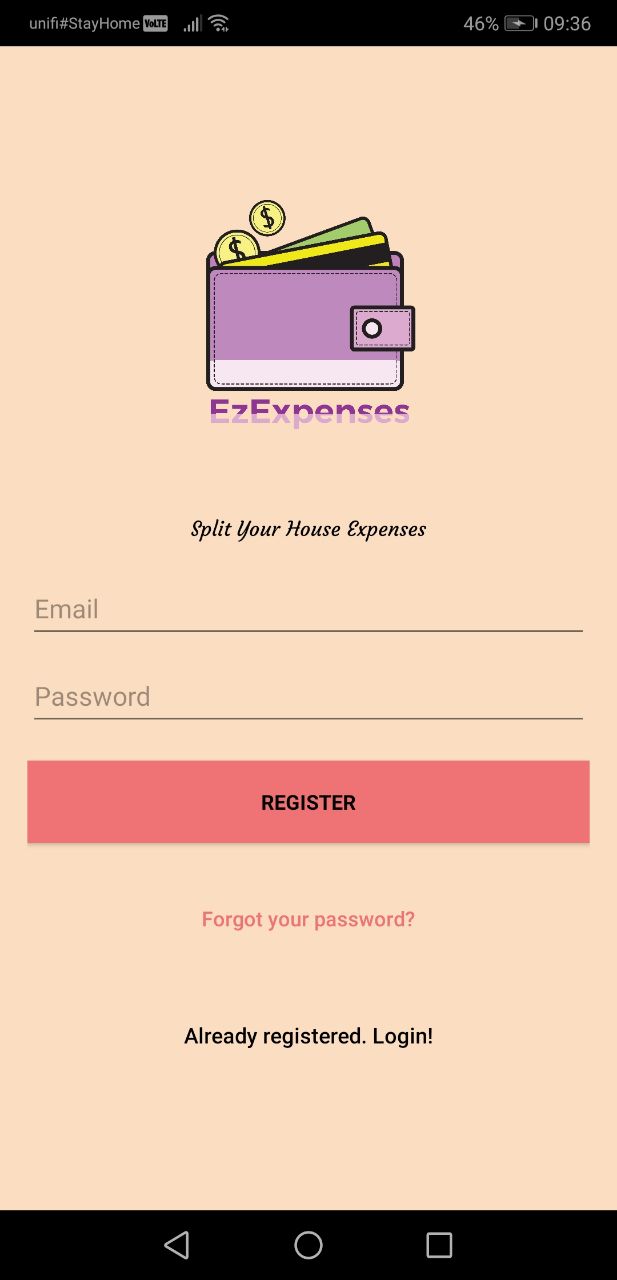 unifi#StayHome VoLTE 46% 09:36
$
$
EzExpenses
Split Your House Expenses
Email
Password
REGISTER
Forgot your password?
Already registered. Login!